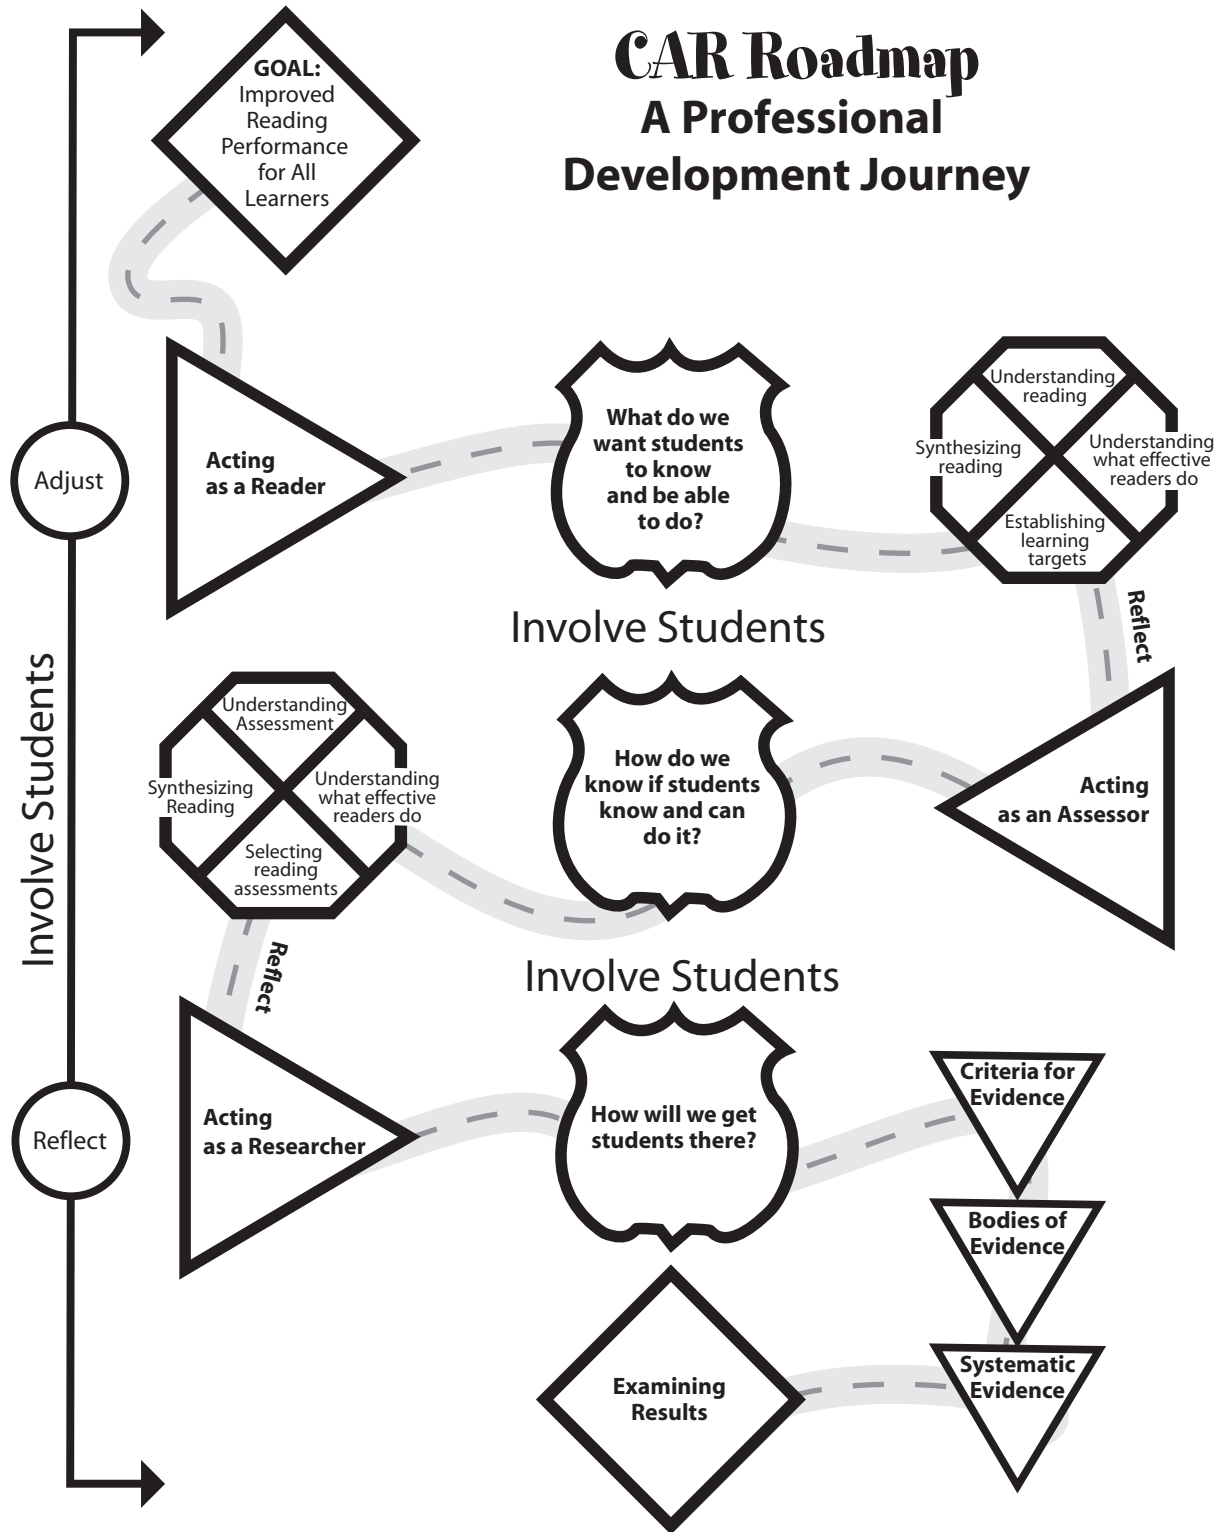 CAR Roadmap
A Professional
Development Journey
GOAL:
Improved
Reading
Performance
for All
Learners
Adjust
Acting
as a Reader
What do we
want students
to know
and be able
to do?
Understanding
reading
Synthesizing
reading
Understanding
what effective
readers do
Establishing
learning
targets
Reflect
Involve Students
Involve Students
Understanding
Assessment
Synthesizing
Reading
Understanding
what effective
readers do
Selecting
reading
assessments
How do we
know if students
know and can
do it?
Acting
as an Assessor
Reflect
Involve Students
Reflect
Acting
as a Researcher
How will we get
students there?
Criteria for
Evidence
Bodies of
Evidence
Systematic
Evidence
Examining
Results